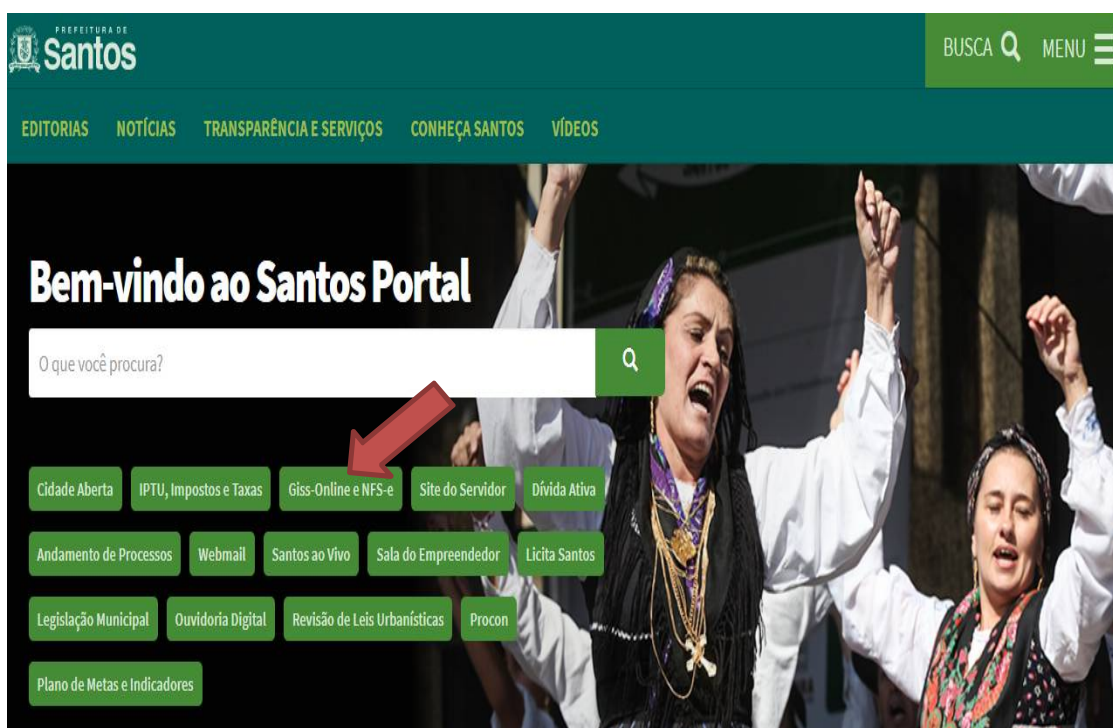 PREFEITURA DE
Santos
BUSCA MENU
EDITORIAS NOTÍCIAS TRANSPARÊNCIA E SERVIÇOS CONHEÇA SANTOS VÍDEOS
Bem-vindo ao Santos Portal
O que você procura?
Cidade Aberta IPTU, Impostos e Taxas Giss-Online e NFS-e Site do Servidor Dívida Ativa
Andamento de Processos Webmail Santos ao Vivo Sala do Empreendedor Licita Santos
Legislação Municipal Ouvidoria Digital Revisão de Leis Urbanísticas Procon
Plano de Metas e Indicadores